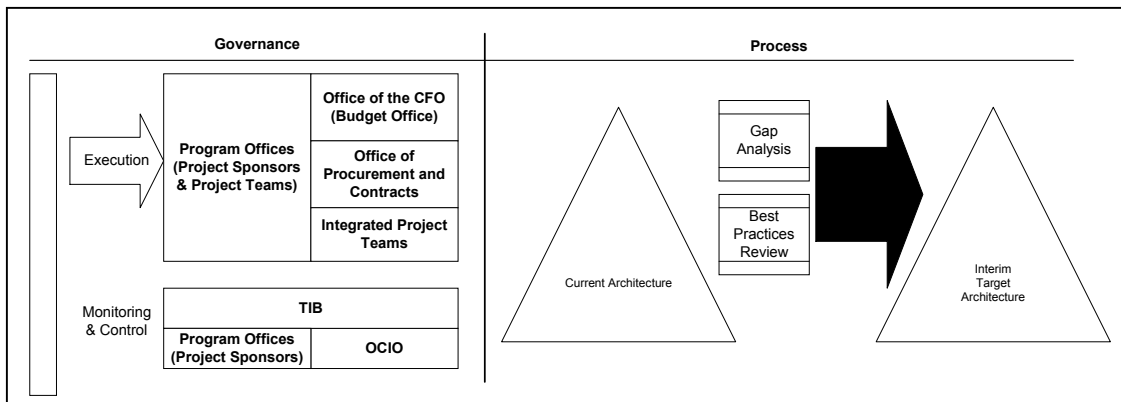 Governance
Process
Execution
Program Offices
(Project Sponsors
& Project Teams)
Office of the CFO
(Budget Office)
Office of
Procurement and
Contracts
Integrated Project
Teams
Monitoring
& Control
TIB
Program Offices
(Project Sponsors)
OCIO
Current Architecture
Gap
Analysis
Best
Practices
Review
Interim
Target
Architecture